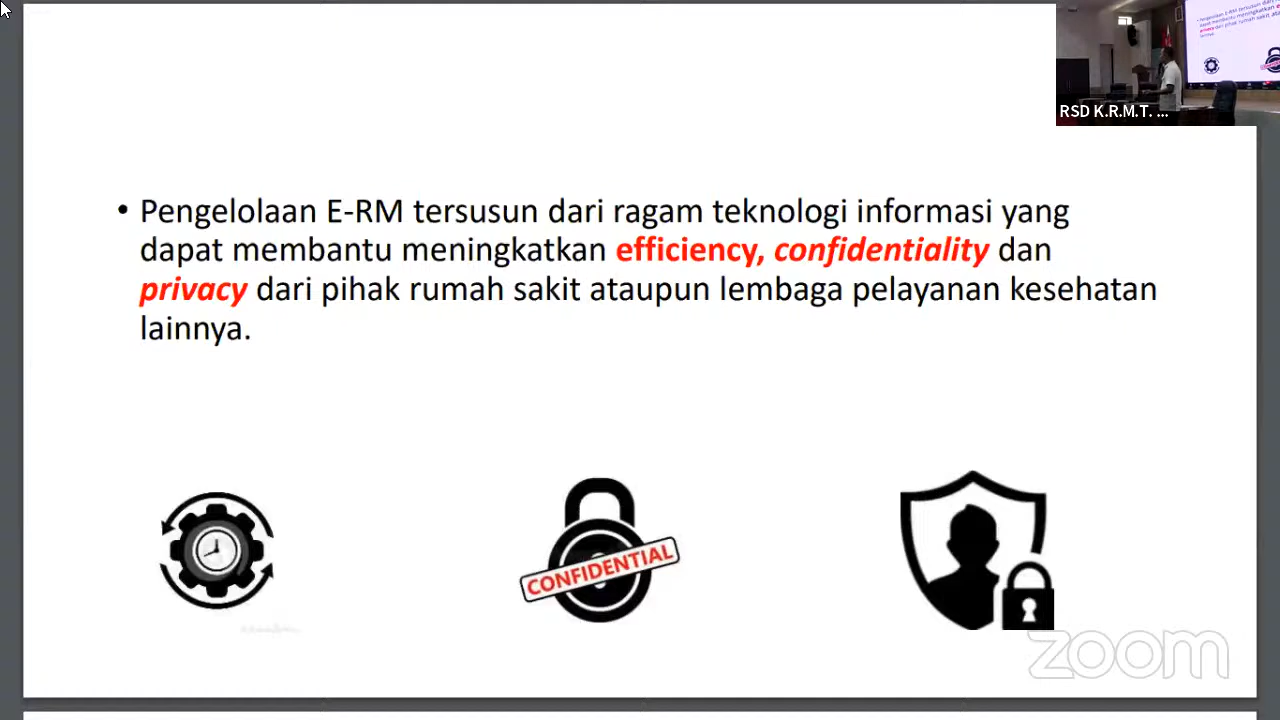 RSD K.R.M.T. ...
• Pengelolaan E-RM tersusun dari ragam teknologi informasi yang
dapat membantu meningkatkan efficiency, confidentiality dan
privacy dari pihak rumah sakit ataupun lembaga pelayanan kesehatan
lainnya.
CONFIDENTIAL
zoom